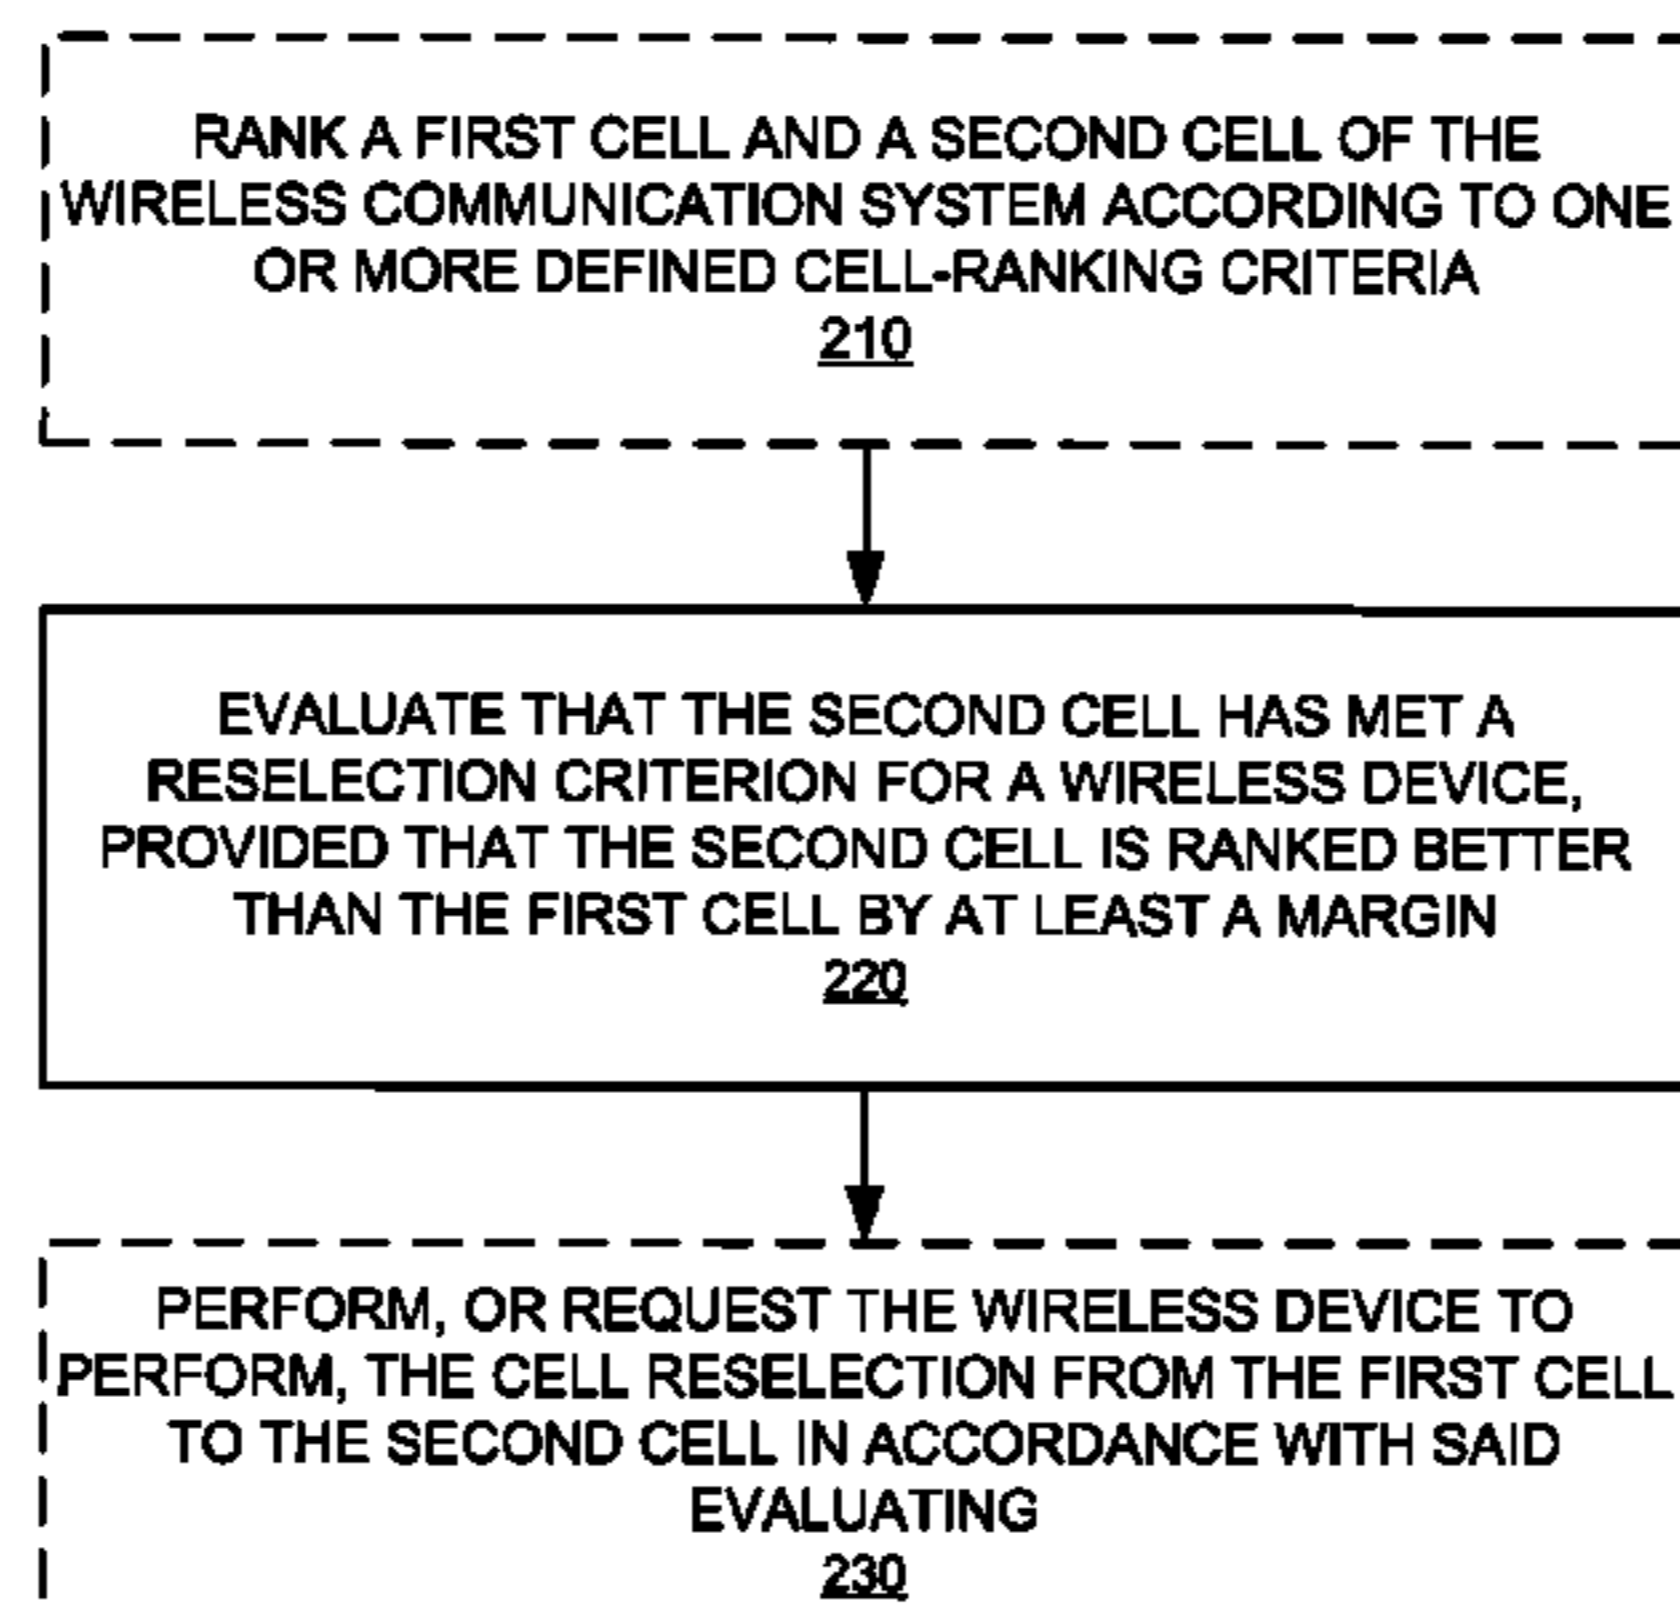 RANK A FIRST CELL AND A SECOND CELL OF THE
WIRELESS COMMUNICATION SYSTEM ACCORDING TO ONE
OR MORE DEFINED CELL-RANKING CRITERIA
210
EVALUATE THAT THE SECOND CELL HAS MET A
RESELECTION CRITERION FOR A WIRELESS DEVICE,
PROVIDED THAT THE SECOND CELL IS RANKED BETTER
THAN THE FIRST CELL BY AT LEAST A MARGIN
220
PERFORM, OR REQUEST THE WIRELESS DEVICE TO
PERFORM, THE CELL RESELECTION FROM THE FIRST CELL
TO THE SECOND CELL IN ACCORDANCE WITH SAID
EVALUATING
230